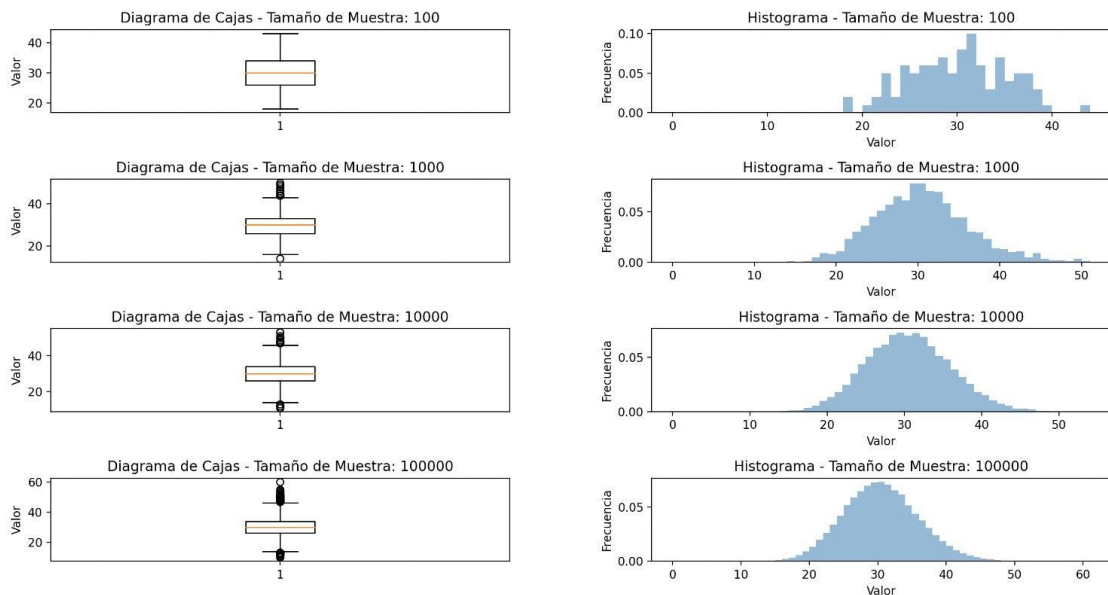 Diagrama de Cajas - Tamaño de Muestra: 100
Valor
40
30
20
1
Histograma - Tamaño de Muestra: 100
Frecuencia
0.10
0.05
0.00
0 10 20 30 40
Valor
Diagrama de Cajas - Tamaño de Muestra: 1000
Valor
40
20
1
Histograma - Tamaño de Muestra: 1000
Frecuencia
0.05
0.00
0 10 20 30 40 50
Valor
Diagrama de Cajas - Tamaño de Muestra: 10000
Valor
40
20
1
Histograma - Tamaño de Muestra: 10000
Frecuencia
0.05
0.00
0 10 20 30 40 50
Valor
Diagrama de Cajas - Tamaño de Muestra: 100000
Valor
60
40
20
1
Histograma - Tamaño de Muestra: 100000
Frecuencia
0.05
0.00
0 10 20 30 40 50 60
Valor